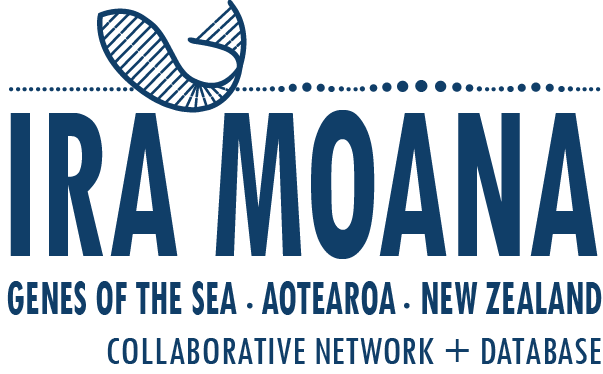 IRA MOANA
GENES OF THE SEA · AOTEAROA · NEW ZEALAND
COLLABORATIVE NETWORK + DATABASE